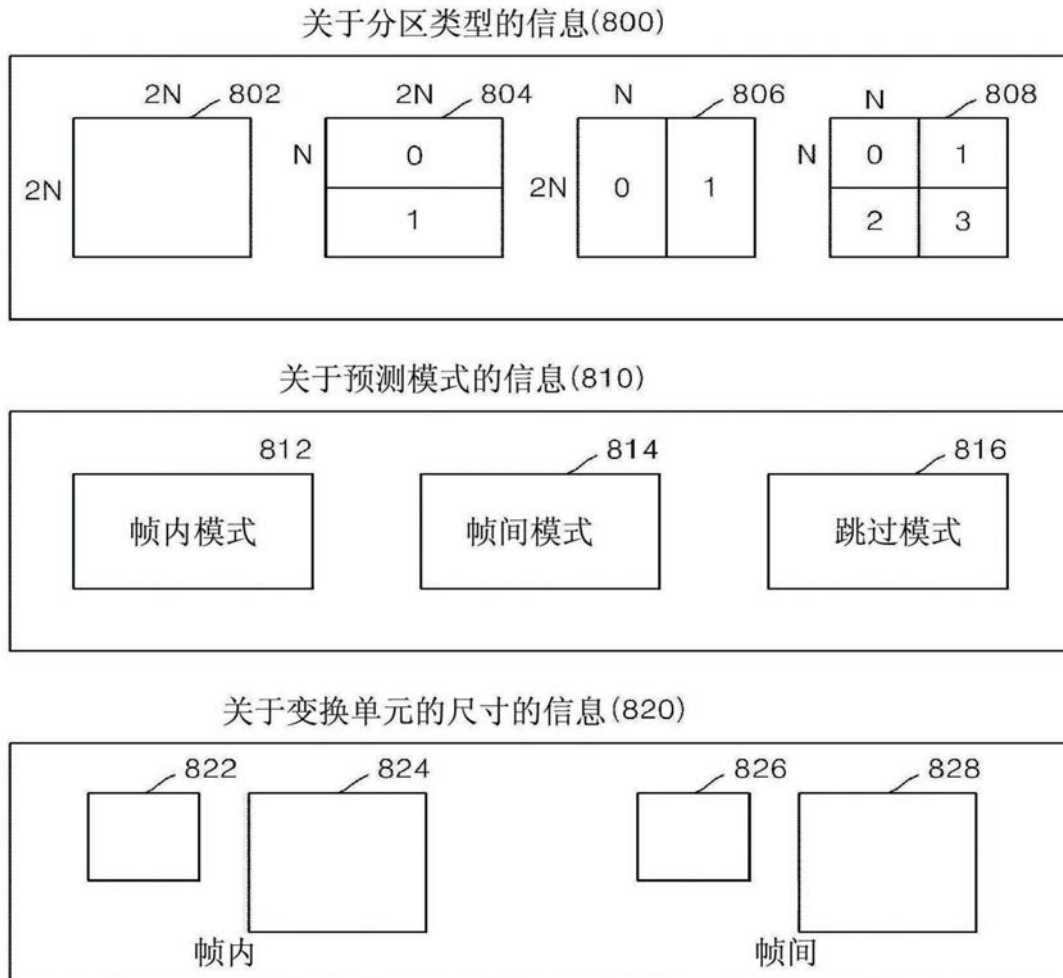 关于分区类型的信息(800)
2N 802 2N 804 N 806 N 808
2N N 0 1 2N 0 1 N 0 1 2 3
关于预测模式的信息(810)
812 814 816
帧内模式 帧间模式 跳过模式
关于变换单元的尺寸的信息(820)
822 824 826 828
帧内 帧间